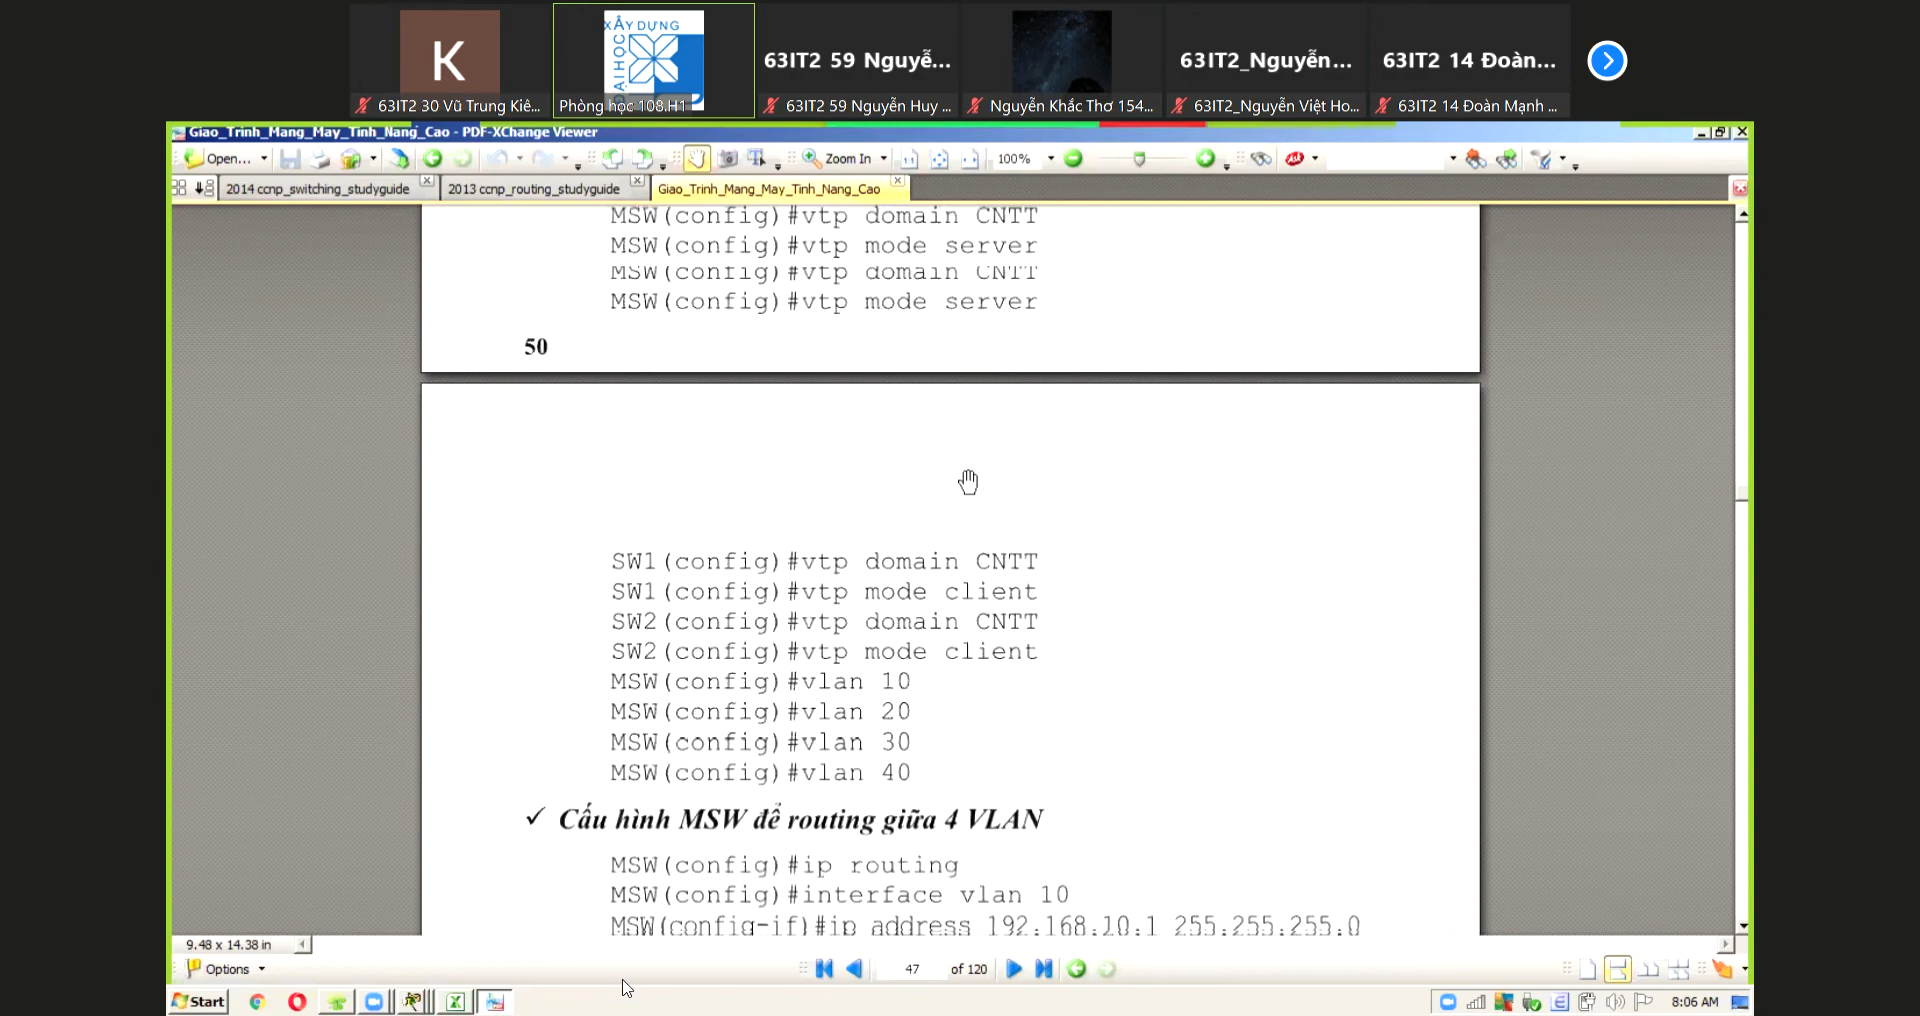 K
XÂY DỰNG
ĐẠI HỌC
63IT2 59 Nguyễ...
63IT2_Nguyễn...
63IT2 14 Đoàn...
63IT2 30 Vũ Trung Kiê...
Phòng học 108.H1
63IT2 59 Nguyễn Huy ...
Nguyễn Khắc Thơ 154...
63IT2_Nguyễn Việt Ho...
63IT2 14 Đoàn Mạnh ...
Giao_Trinh_Mang_May_Tinh_Nang_Cao - PDF-XChange Viewer
Open...
Zoom In
100%
2014 ccnp_switching_studyguide
2013 ccnp_routing_studyguide
Giao_Trinh_Mang_May_Tinh_Nang_Cao
MSW(config)#vtp domain CNTT
MSW(config)#vtp mode server
MSW(config)#vtp domain CNTT
MSW(config)#vtp mode server
50
SW1(config)#vtp domain CNTT
SW1(config)#vtp mode client
SW2(config)#vtp domain CNTT
SW2(config)#vtp mode client
MSW(config)#vlan 10
MSW(config)#vlan 20
MSW(config)#vlan 30
MSW(config)#vlan 40
✓ Cấu hình MSW để routing giữa 4 VLAN
MSW(config)#ip routing
MSW(config)#interface vlan 10
MSW(config-if)#ip address 192.168.10.1 255.255.255.0
9.48 x 14.38 in
Options
47 of 120
Start
8:06 AM